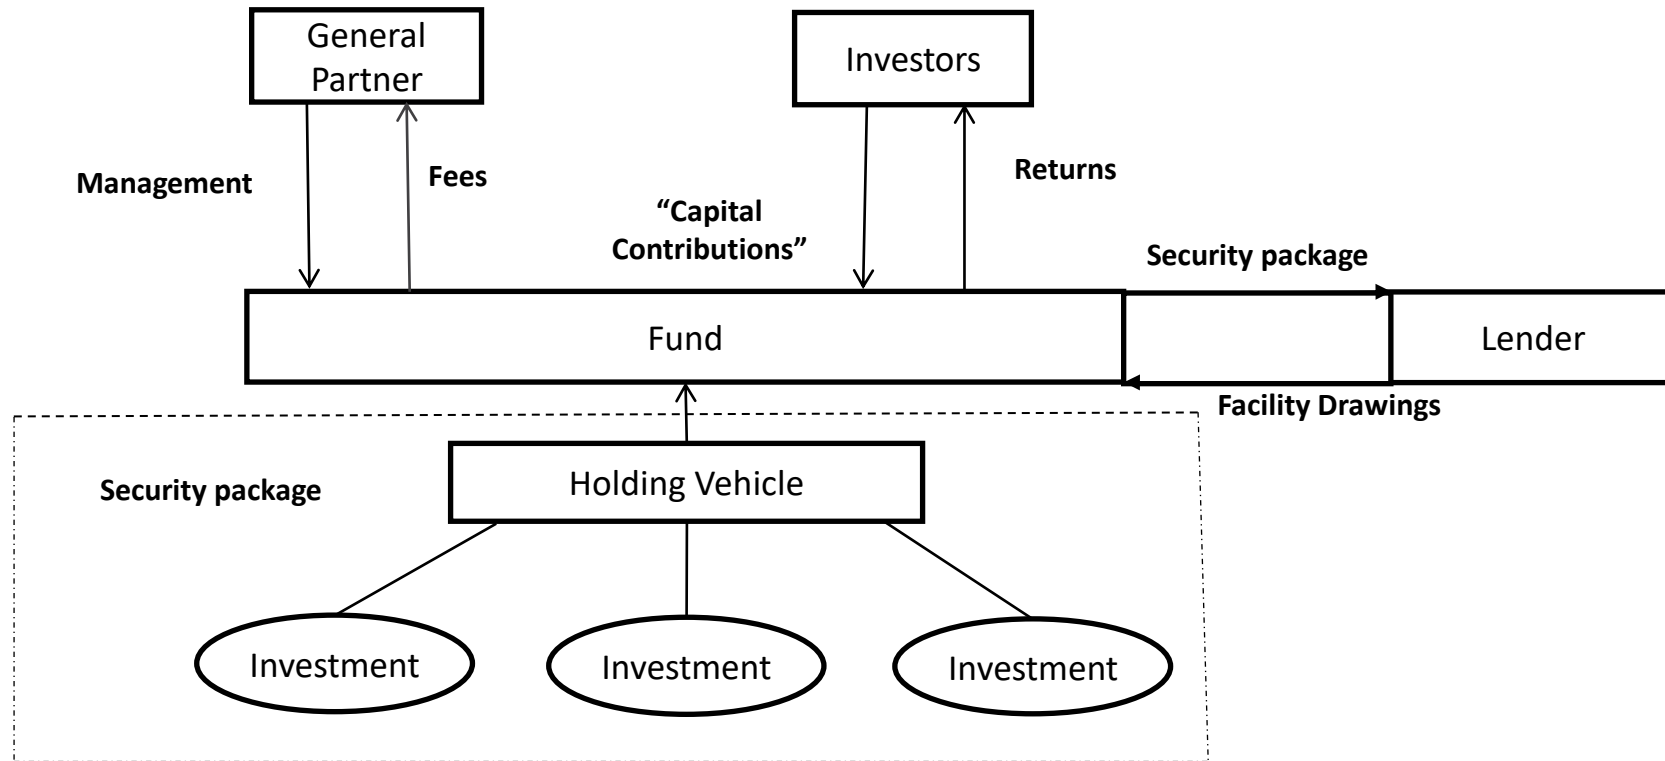 General
Partner
Investors
Management
Fees
Returns
“Capital
Contributions”
Security package
Fund
Lender
Facility Drawings
Security package
Holding Vehicle
Investment
Investment
Investment